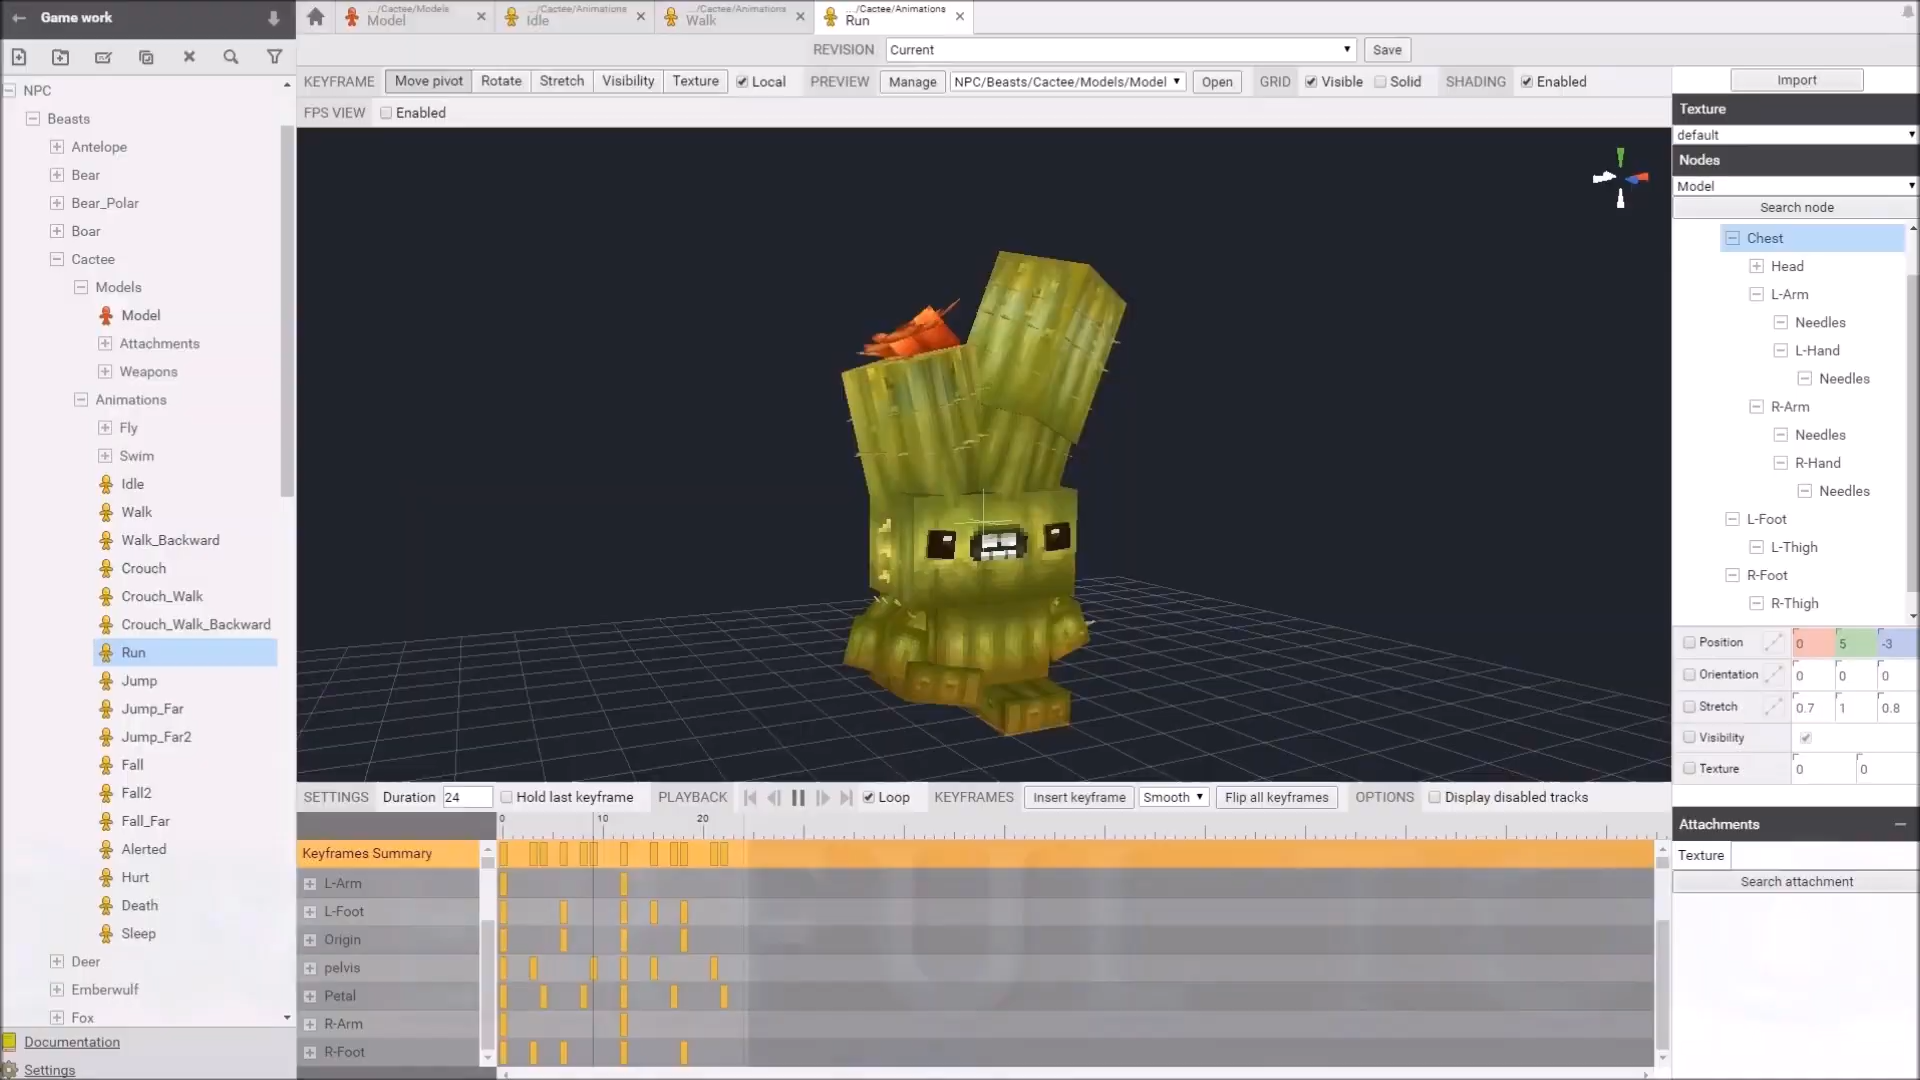 Game work
.../Cactee/Models
Model
.../Cactee/Animations
Idle
.../Cactee/Animations
Walk
.../Cactee/Animations
Run
REVISION Current Save
KEYFRAME Move pivot Rotate Stretch Visibility Texture Local PREVIEW Manage NPC/Beasts/Cactee/Models/Model Open GRID Visible Solid SHADING Enabled
FPS VIEW Enabled
NPC
Beasts
Antelope
Bear
Bear_Polar
Boar
Cactee
Models
Model
Attachments
Weapons
Animations
Fly
Swim
Idle
Walk
Walk_Backward
Crouch
Crouch_Walk
Crouch_Walk_Backward
Run
Jump
Jump_Far
Jump_Far2
Fall
Fall2
Fall_Far
Alerted
Hurt
Death
Sleep
Deer
Emberwulf
Fox
Documentation
Settings
Import
Texture
default
Nodes
Model
Search node
Chest
Head
L-Arm
Needles
L-Hand
Needles
R-Arm
Needles
R-Hand
Needles
L-Foot
L-Thigh
R-Foot
R-Thigh
Position 0 5 -3
Orientation 0 0 0
Stretch 0.7 1 0.8
Visibility
Texture 0 0
Attachments
Texture
Search attachment
SETTINGS Duration 24 Hold last keyframe PLAYBACK Loop KEYFRAMES Insert keyframe Smooth Flip all keyframes OPTIONS Display disabled tracks
0 10 20
Keyframes Summary
L-Arm
L-Foot
Origin
pelvis
Petal
R-Arm
R-Foot